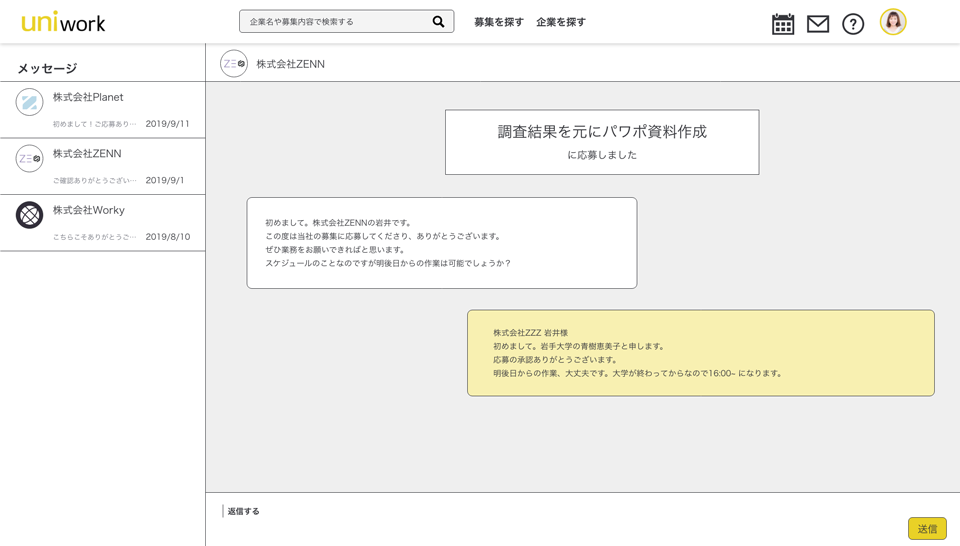 uniwork
企業名や募集内容で検索する
募集を探す
企業を探す
?
メッセージ
株式会社Planet
初めまして！ご応募あり…
2019/9/11
株式会社ZENN
ご確認ありがとうござい…
2019/9/1
株式会社Worky
こちらこそありがとうご…
2019/8/10
株式会社ZENN
調査結果を元にパワポ資料作成
に応募しました
初めまして。株式会社ZENNの岩井です。
この度は当社の募集に応募してくださり、ありがとうございます。
ぜひ業務をお願いできればと思います。
スケジュールのことなのですが明後日からの作業は可能でしょうか？
株式会社ZZZ 岩井様
初めまして。岩手大学の青樹恵美子と申します。
応募の承認ありがとうございます。
明後日からの作業、大丈夫です。大学が終わってからなので16:00~ になります。
返信する
送信